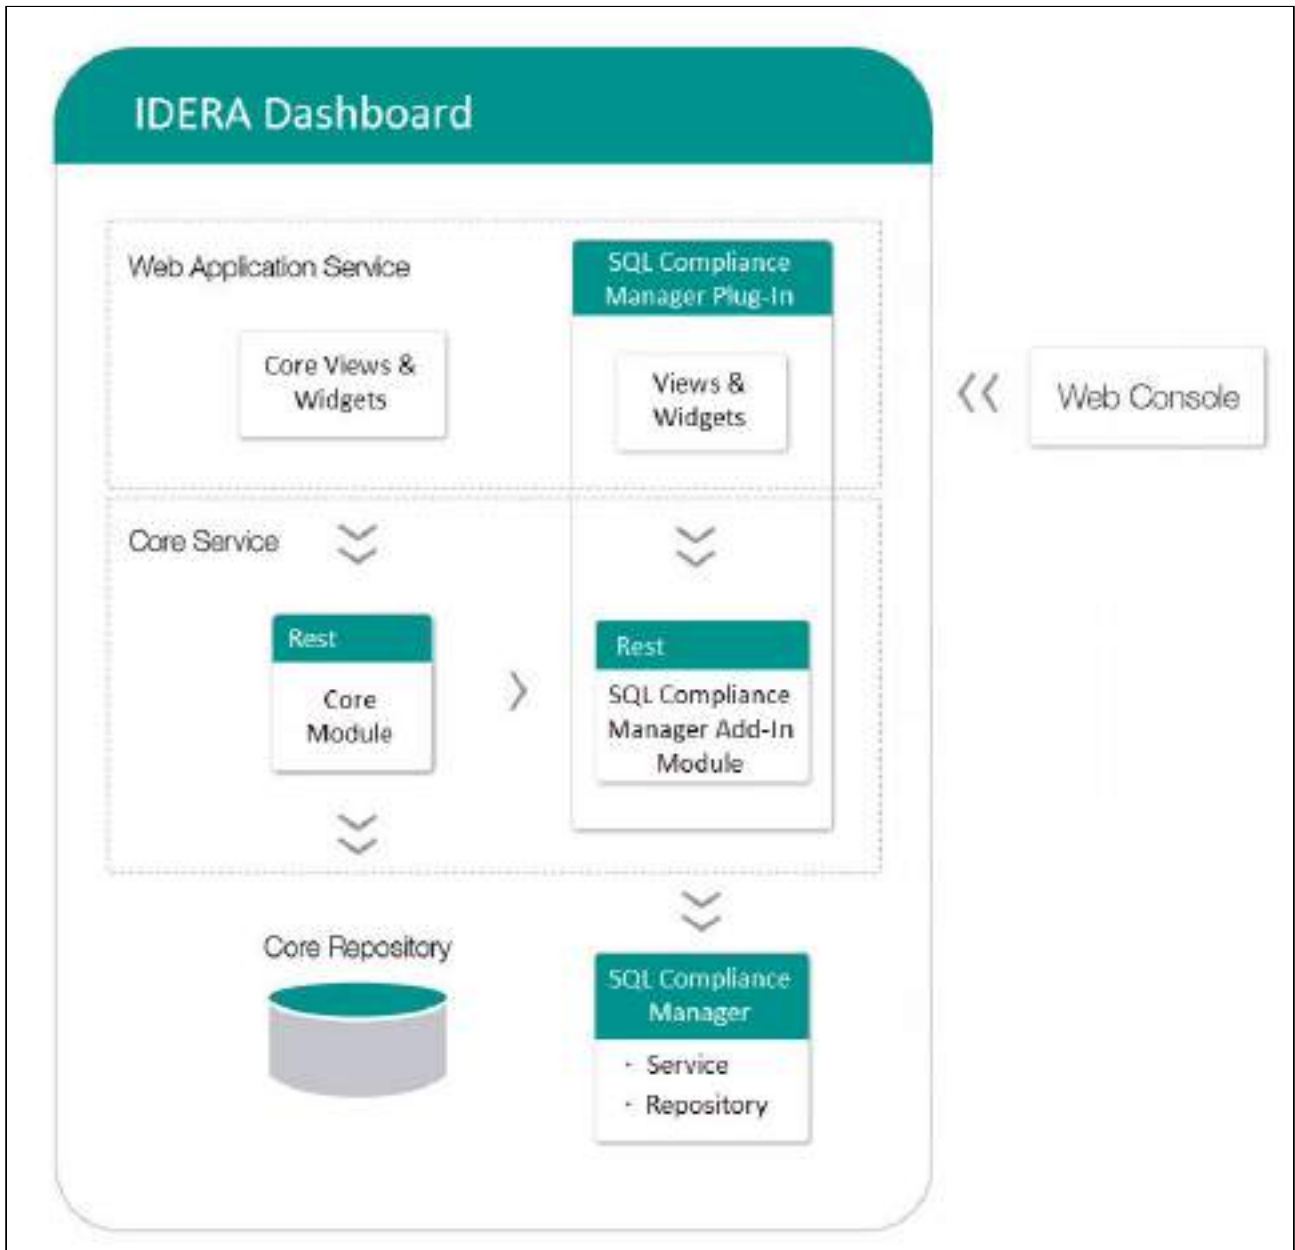 IDERA Dashboard
Web Application Service
Core Views &
Widgets
SQL Compliance
Manager Plug-In
Views &
Widgets
Web Console
Core Service
Rest
Core
Module
Rest
SQL Compliance
Manager Add-In
Module
Core Repository
SQL Compliance
Manager
· Service
· Repository